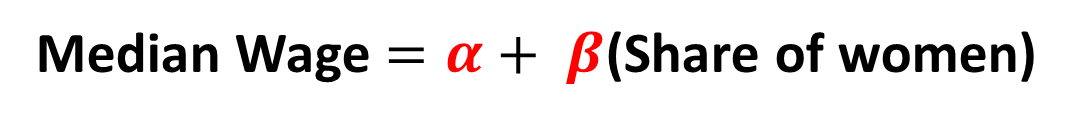 Median Wage = α + β(Share of women)